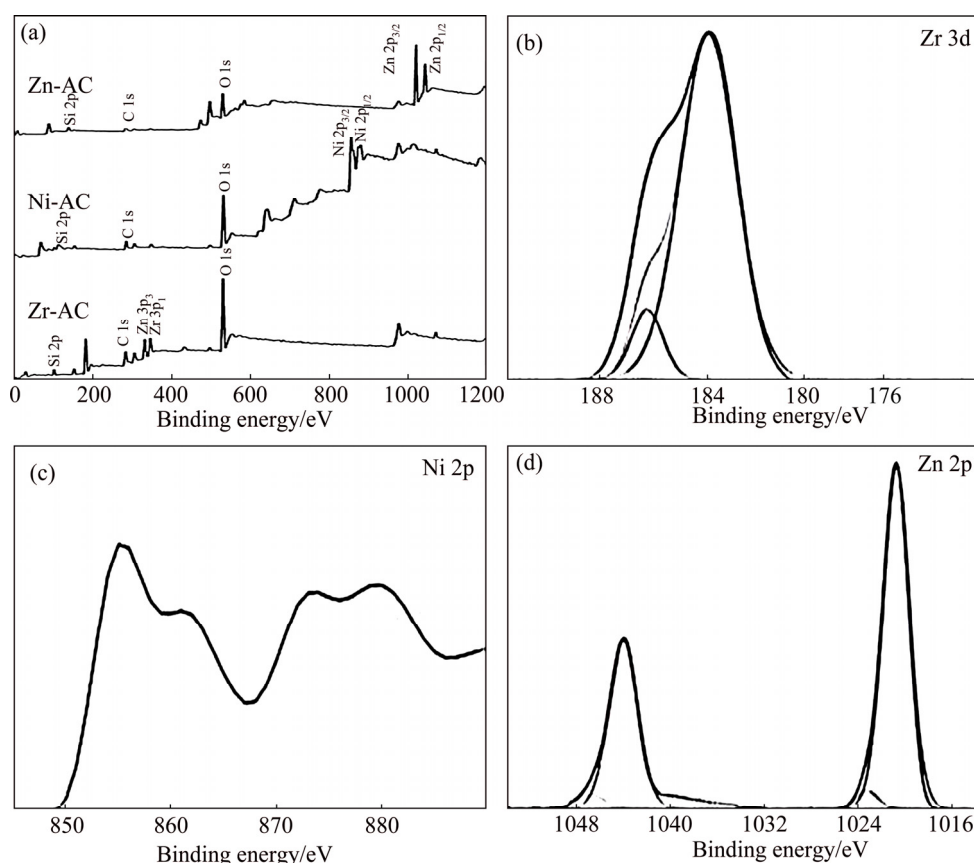 (a)
Zn-AC
Si 2p
C 1s
O 1s
Zn 2p3/2
Zn 2p1/2
Ni-AC
Si 2p
C 1s
O 1s
Ni 2p3/2
Ni 2p1/2
Zr-AC
Si 2p
C 1s
Zn 3p3
Zr 3p1
O 1s
0 200 400 600 800 1000 1200
Binding energy/eV
(b)
Zr 3d
188 184 180 176
Binding energy/eV
(c)
Ni 2p
850 860 870 880
Binding energy/eV
(d)
Zn 2p
1048 1040 1032 1024 1016
Binding energy/eV